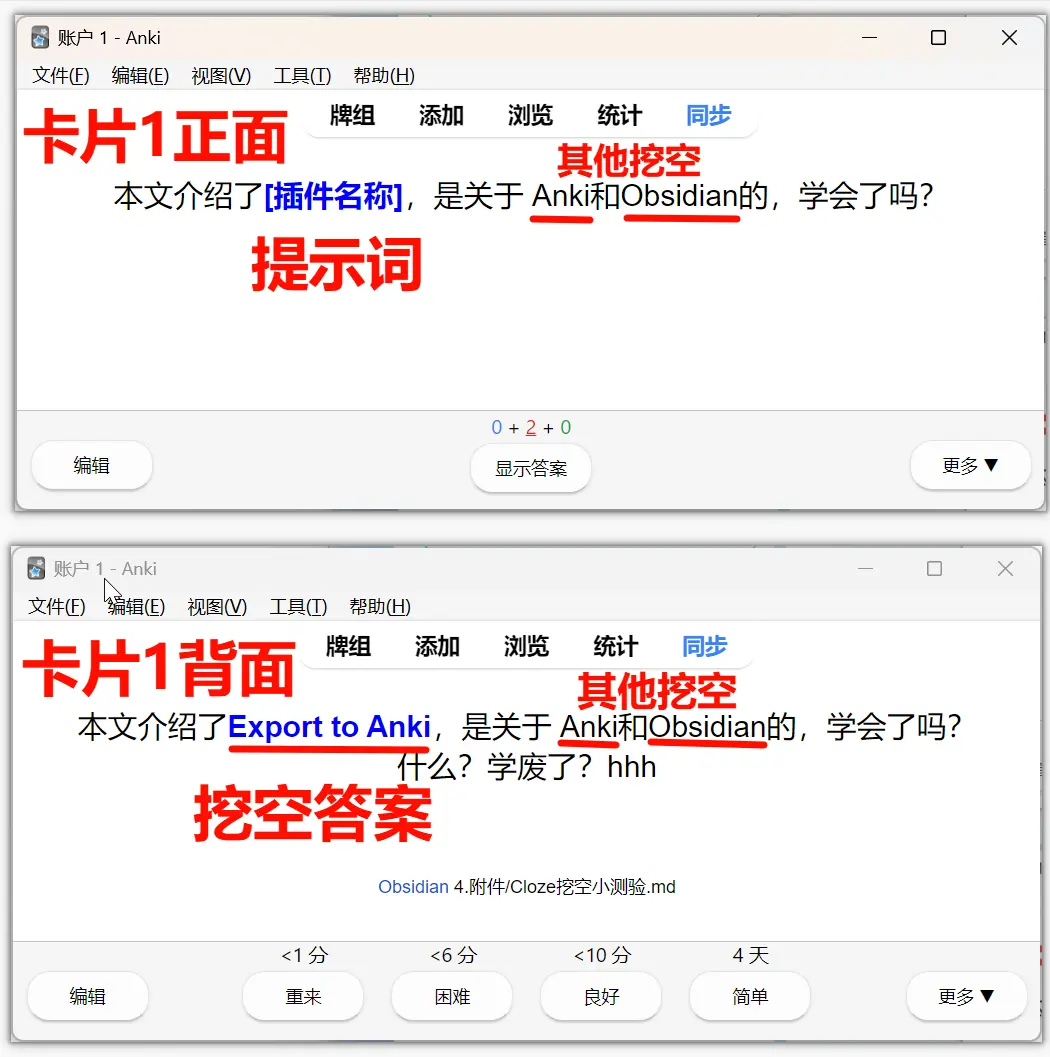 账户 1 - Anki
文件(F) 编辑(E) 视图(V) 工具(T) 帮助(H)
牌组 添加 浏览 统计 同步
卡片1正面
其他挖空
本文介绍了[插件名称]，是关于 Anki和Obsidian的，学会了吗？
提示词
0 + 2 + 0
编辑 显示答案 更多 ▼
账户 1 - Anki
文件(F) 编辑(E) 视图(V) 工具(T) 帮助(H)
牌组 添加 浏览 统计 同步
卡片1背面
其他挖空
本文介绍了Export to Anki，是关于 Anki和Obsidian的，学会了吗？
什么？学废了？hhh
挖空答案
Obsidian 4.附件/Cloze挖空小测验.md
<1 分 <6 分 <10 分 4 天
编辑 重来 困难 良好 简单 更多 ▼